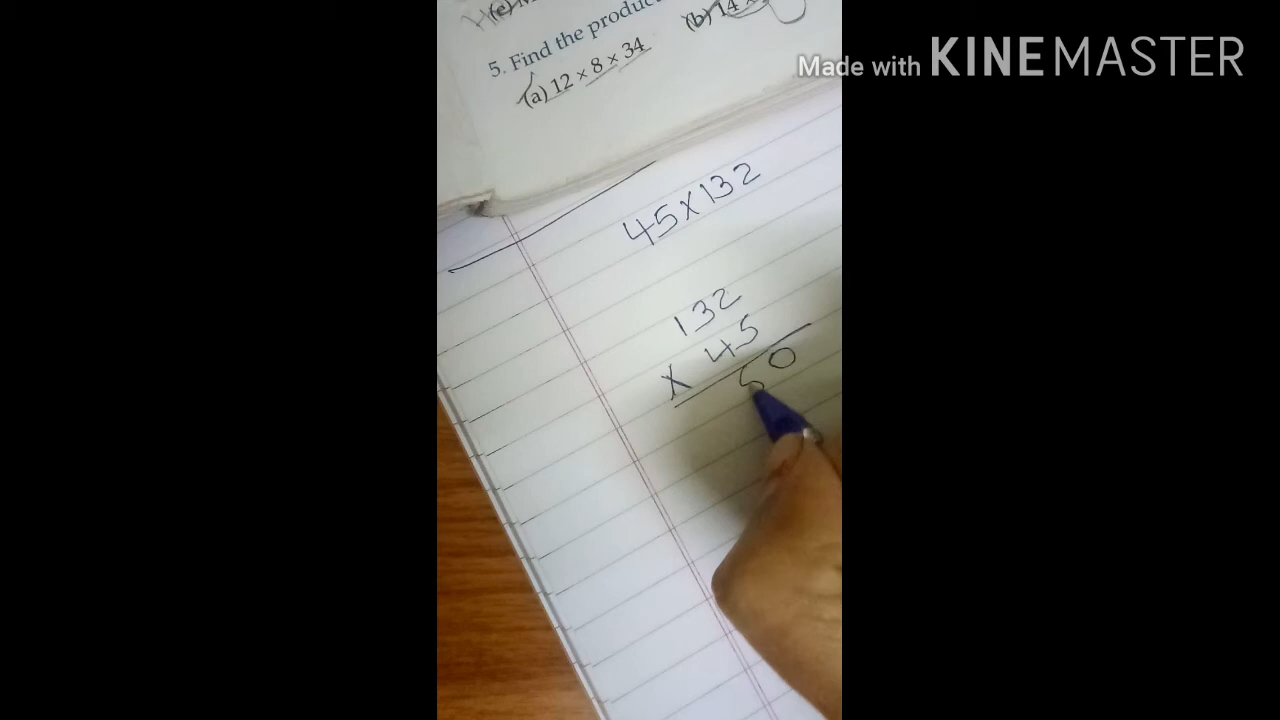 Made with KINEMASTER
5. Find the product
(a) 12 × 8 × 34
(b) 14
45×132
132
× 45
60